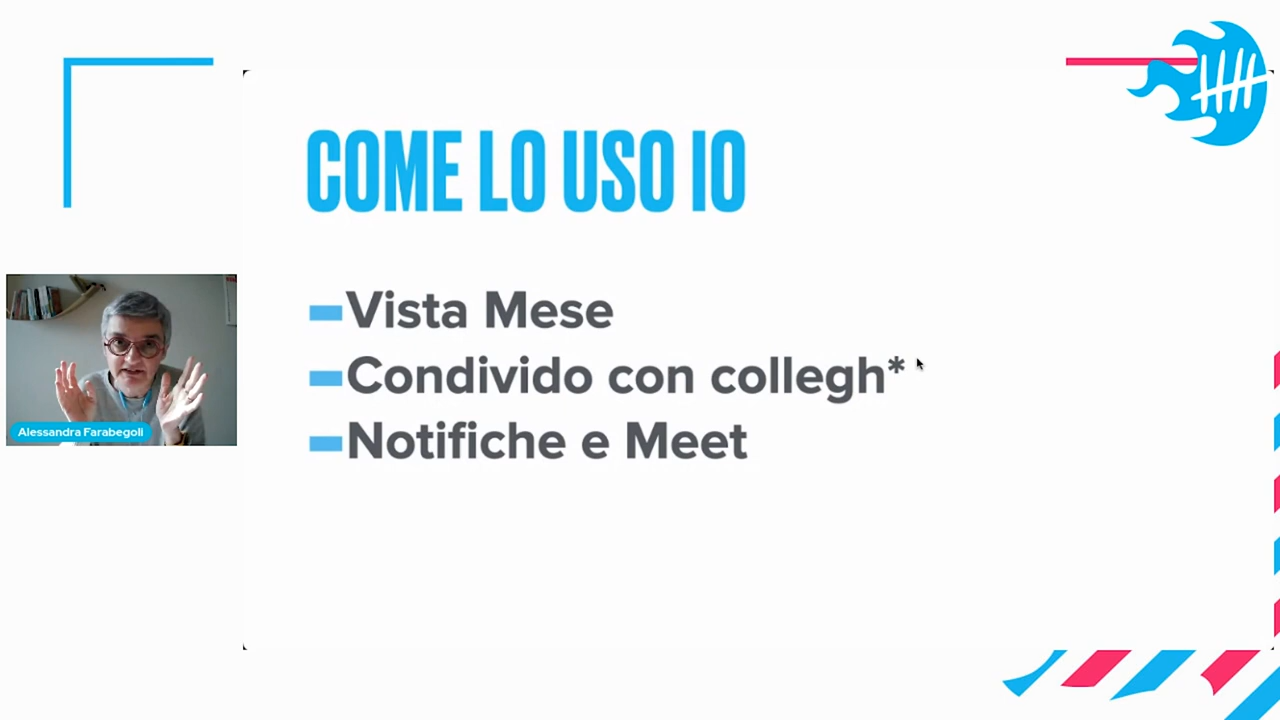 COME LO USO IO
Vista Mese
Condivido con collegh*
Notifiche e Meet
Alessandra Farabegoli